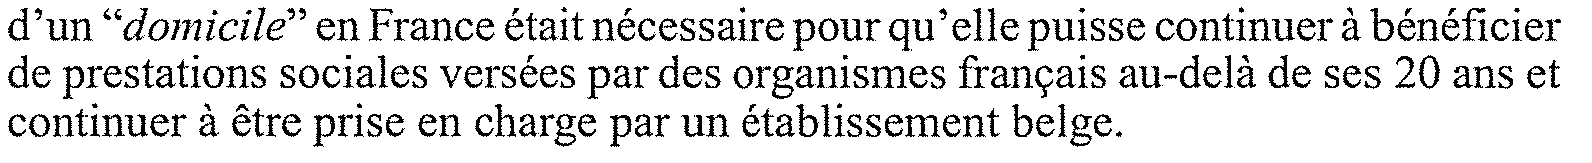 d’un “domicile” en France était nécessaire pour qu’elle puisse continuer à bénéficier
de prestations sociales versées par des organismes français au-delà de ses 20 ans et
continuer à être prise en charge par un établissement belge.